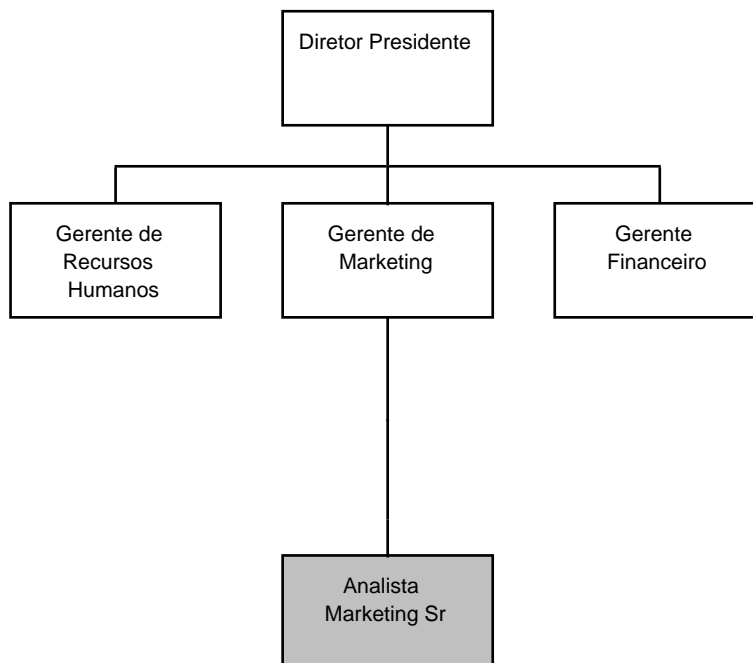 Diretor Presidente
Gerente de
Recursos
Humanos
Gerente de
Marketing
Gerente
Financeiro
Analista
Marketing Sr